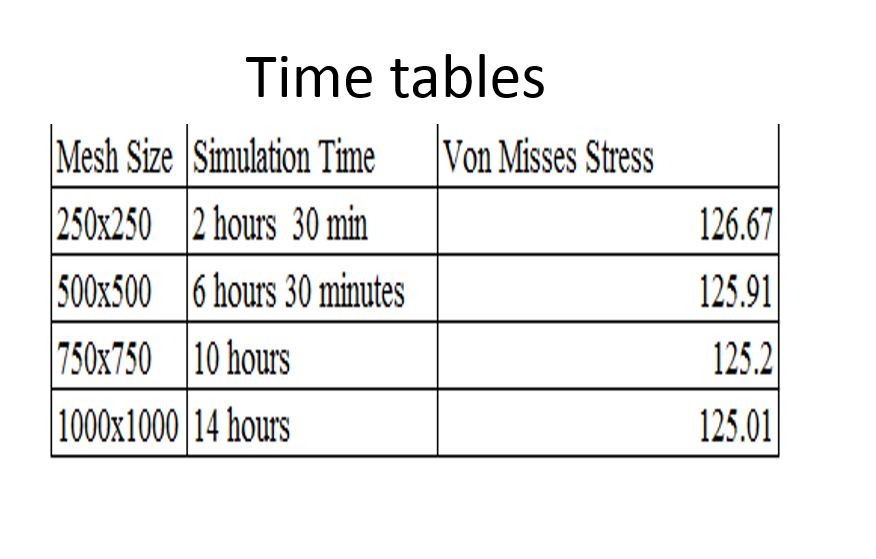 Time tables
Mesh Size Simulation Time Von Misses Stress
250x250 2 hours  30 min 126.67
500x500 6 hours 30 minutes 125.91
750x750 10 hours 125.2
1000x1000 14 hours 125.01